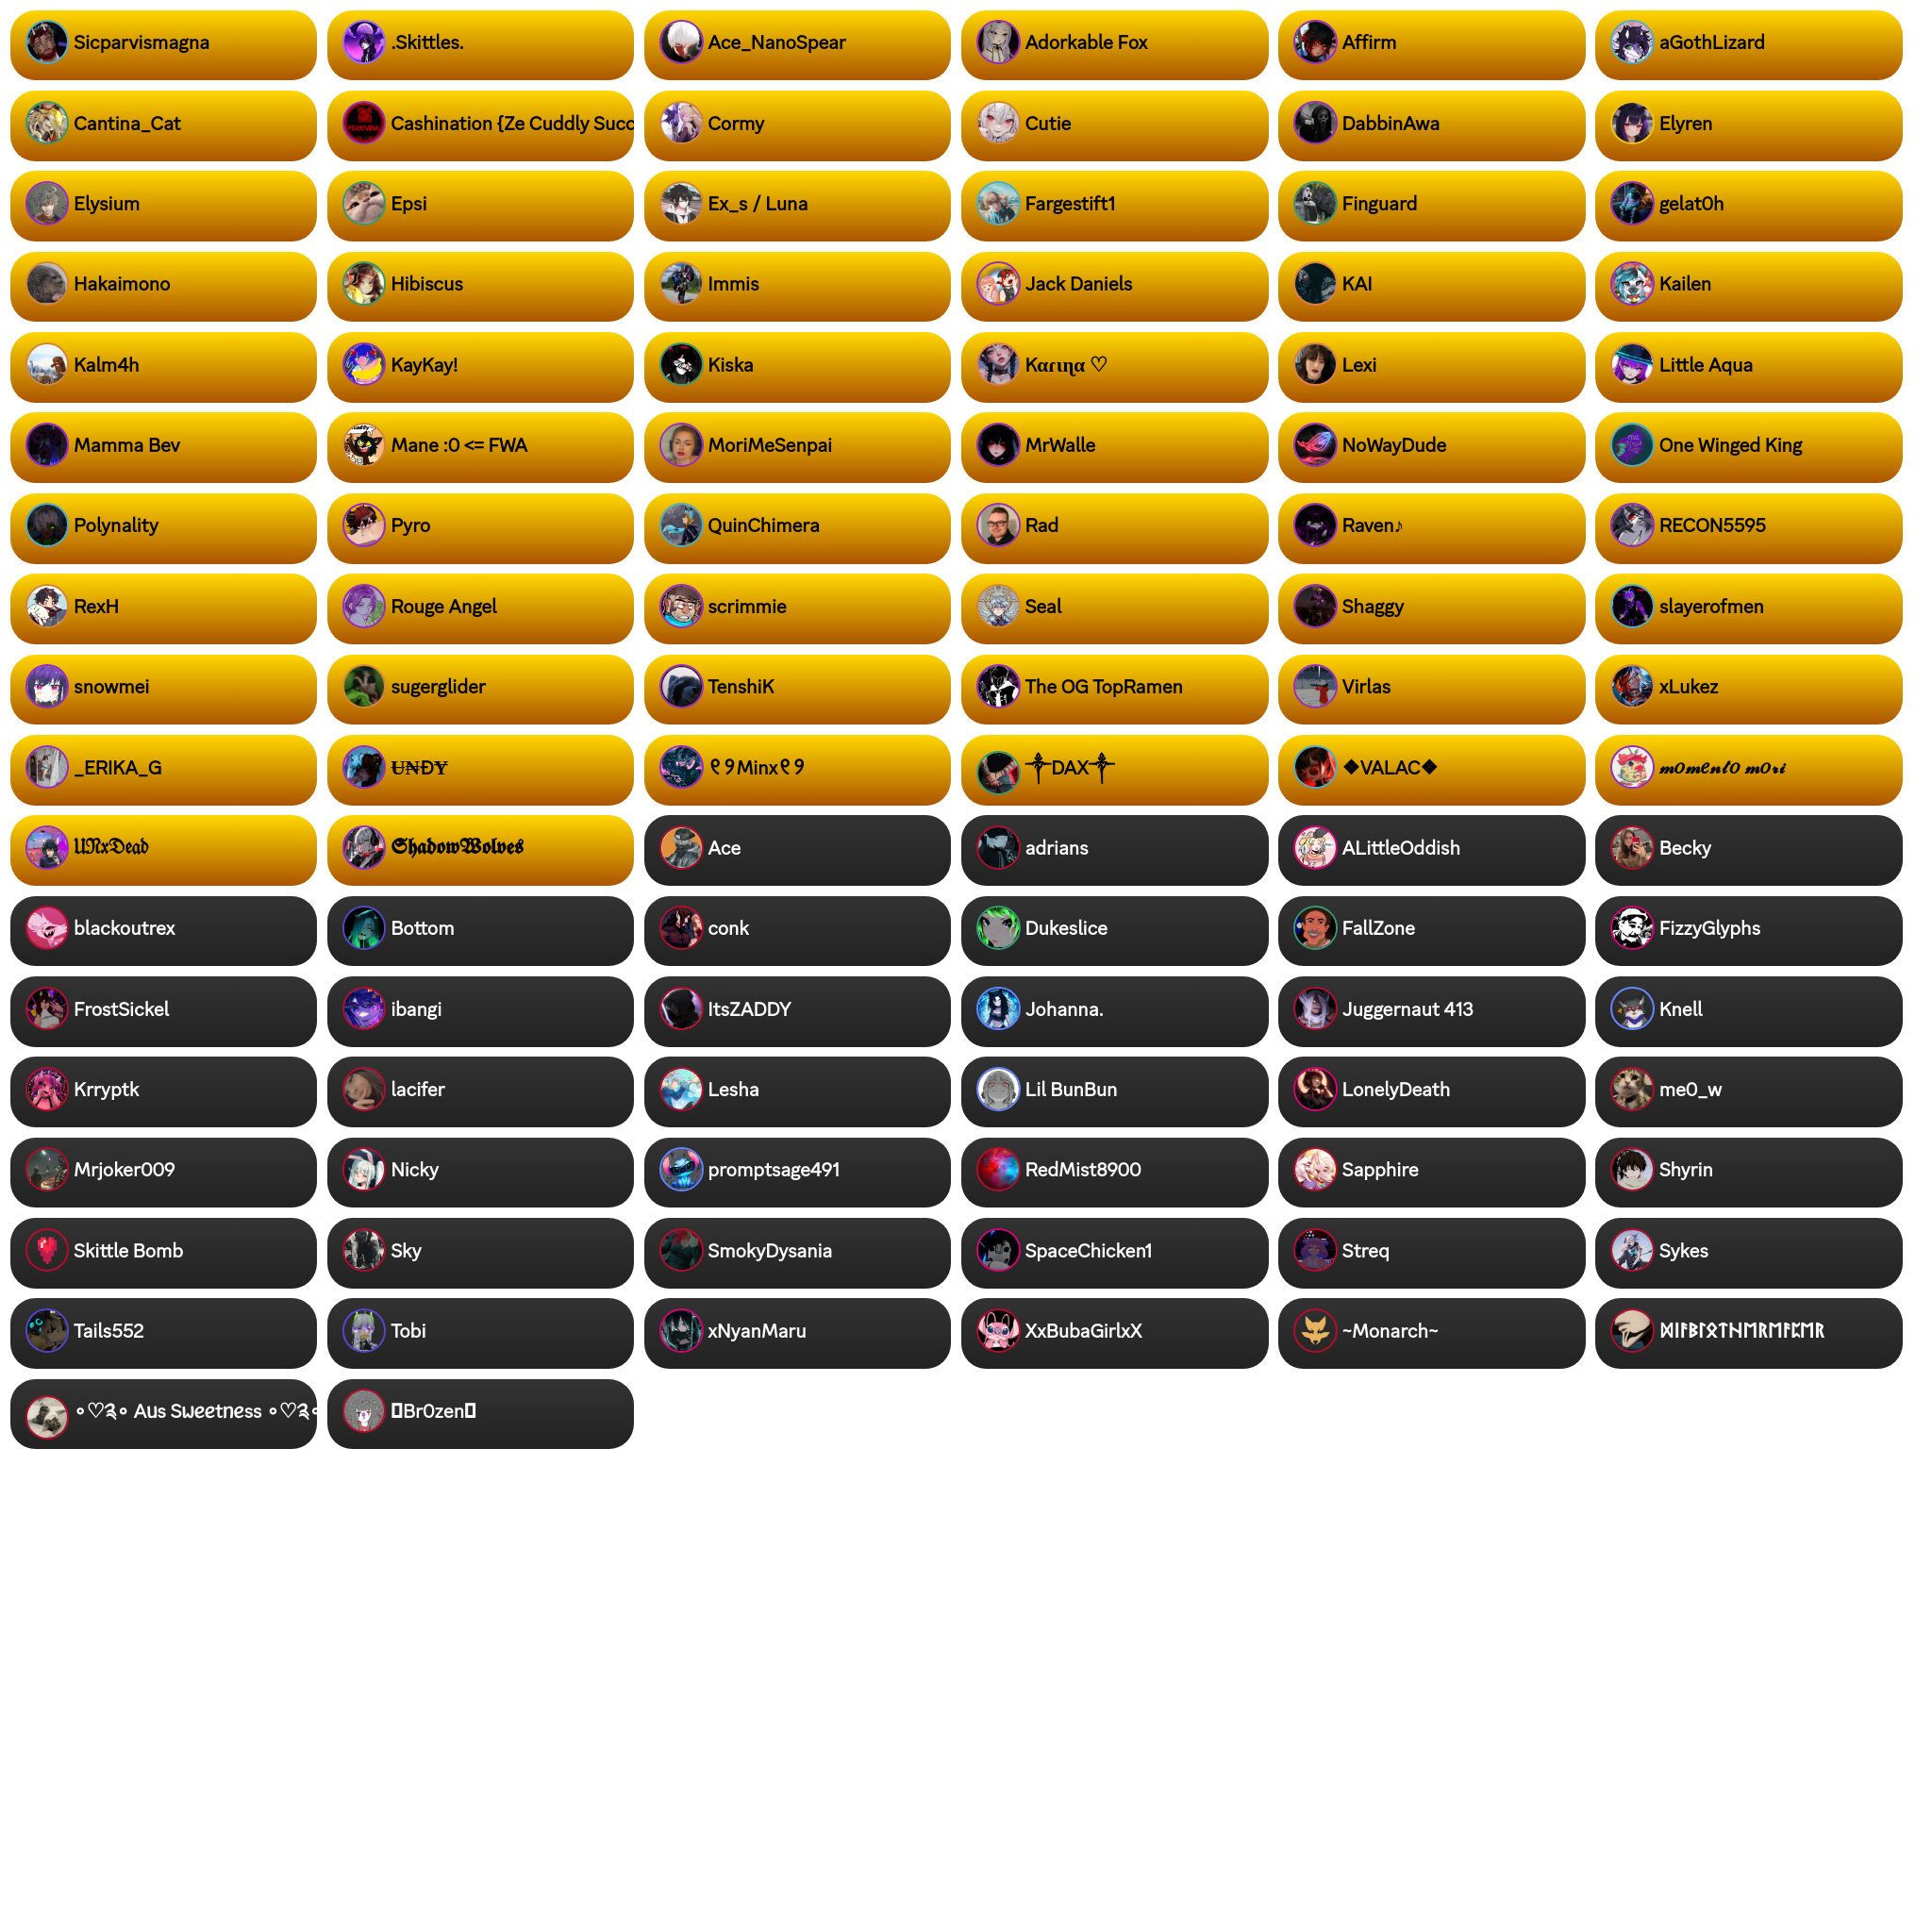 Sicparvismagna
.Skittles.
Ace_NanoSpear
Adorkable Fox
Affirm
aGothLizard
Cantina_Cat
Cashination {Ze Cuddly Succ
Cormy
Cutie
DabbinAwa
Elyren
Elysium
Epsi
Ex_s / Luna
Fargestift1
Finguard
gelat0h
Hakaimono
Hibiscus
Immis
Jack Daniels
KAI
Kailen
Kalm4h
KayKay!
Kiska
Kαɾιɳα ♡
Lexi
Little Aqua
Mamma Bev
Mane :0 <= FWA
MoriMeSenpai
MrWalle
NoWayDude
One Winged King
Polynality
Pyro
QuinChimera
Rad
Raven♪
RECON5595
RexH
Rouge Angel
scrimmie
Seal
Shaggy
slayerofmen
snowmei
sugerglider
TenshiK
The OG TopRamen
Virlas
xLukez
_ERIKA_G
U̶N̶ĐɎ
୧୨Minx୧୨
༒DAX༒
❖VALAC❖
𝓶𝓸𝓶𝓮𝓷𝓽𝓸 𝓶𝓸𝓻𝓲
𝔘𝔑𝔵𝔇𝔢𝔞𝔡
𝕾𝖍𝖆𝖉𝖔𝖜𝖂𝖔𝖑𝖛𝖊𝖘
Ace
adrians
ALittleOddish
Becky
blackoutrex
Bottom
conk
Dukeslice
FallZone
FizzyGlyphs
FrostSickel
ibangi
ItsZADDY
Johanna.
Juggernaut 413
Knell
Krryptk
lacifer
Lesha
Lil BunBun
LonelyDeath
me0_w
Mrjoker009
Nicky
promptsage491
RedMist8900
Sapphire
Shyrin
Skittle Bomb
Sky
SmokyDysania
SpaceChicken1
Streq
Sykes
Tails552
Tobi
xNyanMaru
XxBubaGirlxX
~Monarch~
ᛞᛁᚨᛒᛚᛟᛏᚺᛖᚱᛖᚨᛈᛖᚱ
∘♡༉∘ Aus Sweetness ∘♡༉∘
Br0zen